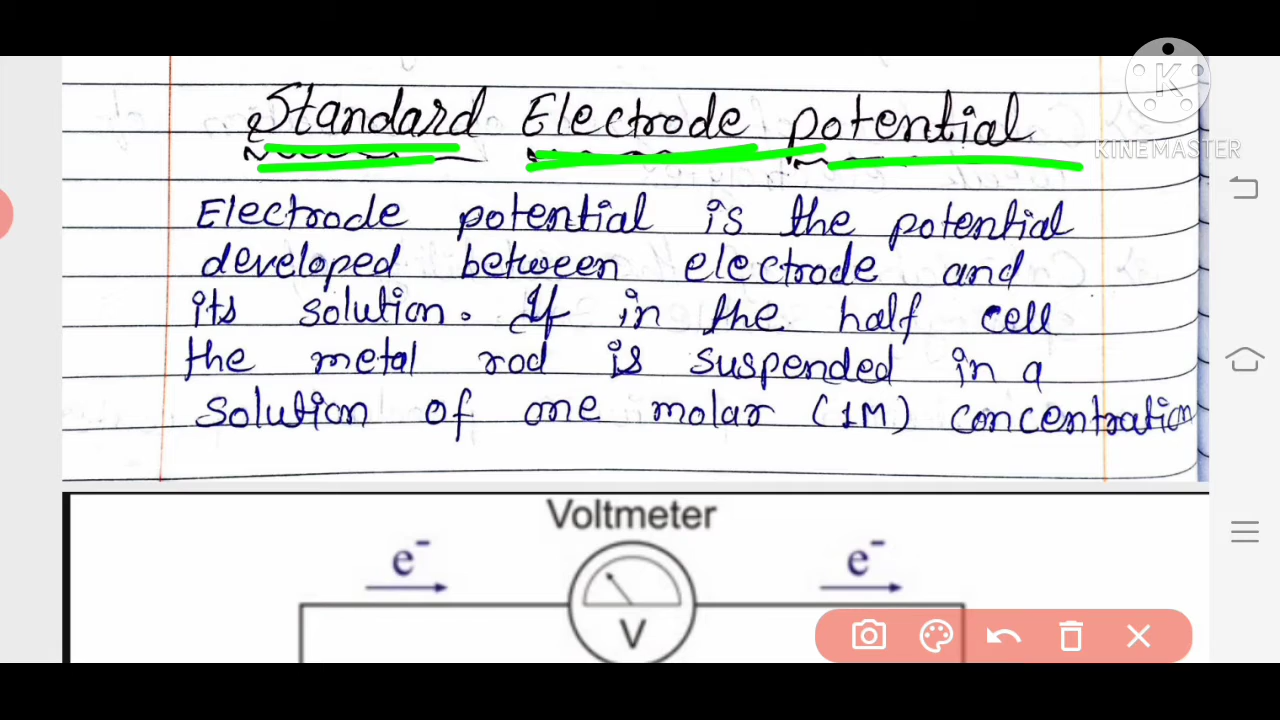 Standard Electrode potential
KINEMASTER
Electrode potential is the potential
developed between electrode and
its solution. If in the half cell
the metal rod is suspended in a
solution of one molar (1M) concentration
Voltmeter
e⁻ e⁻
V